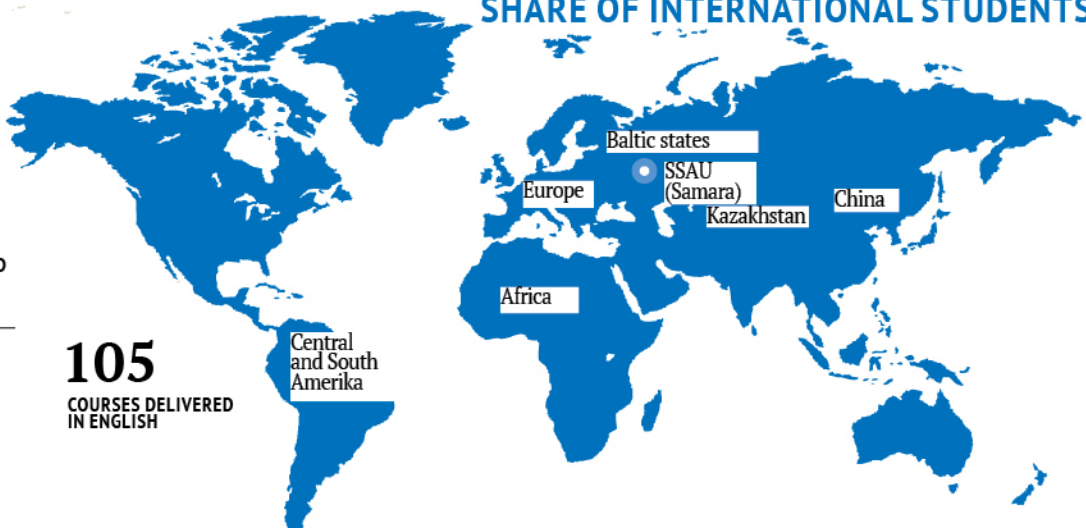 SHARE OF INTERNATIONAL STUDENTS
Baltic states
SSAU
(Samara)
Europe
China
Kazakhstan
Africa
Central
and South
Amerika
105
COURSES DELIVERED
IN ENGLISH